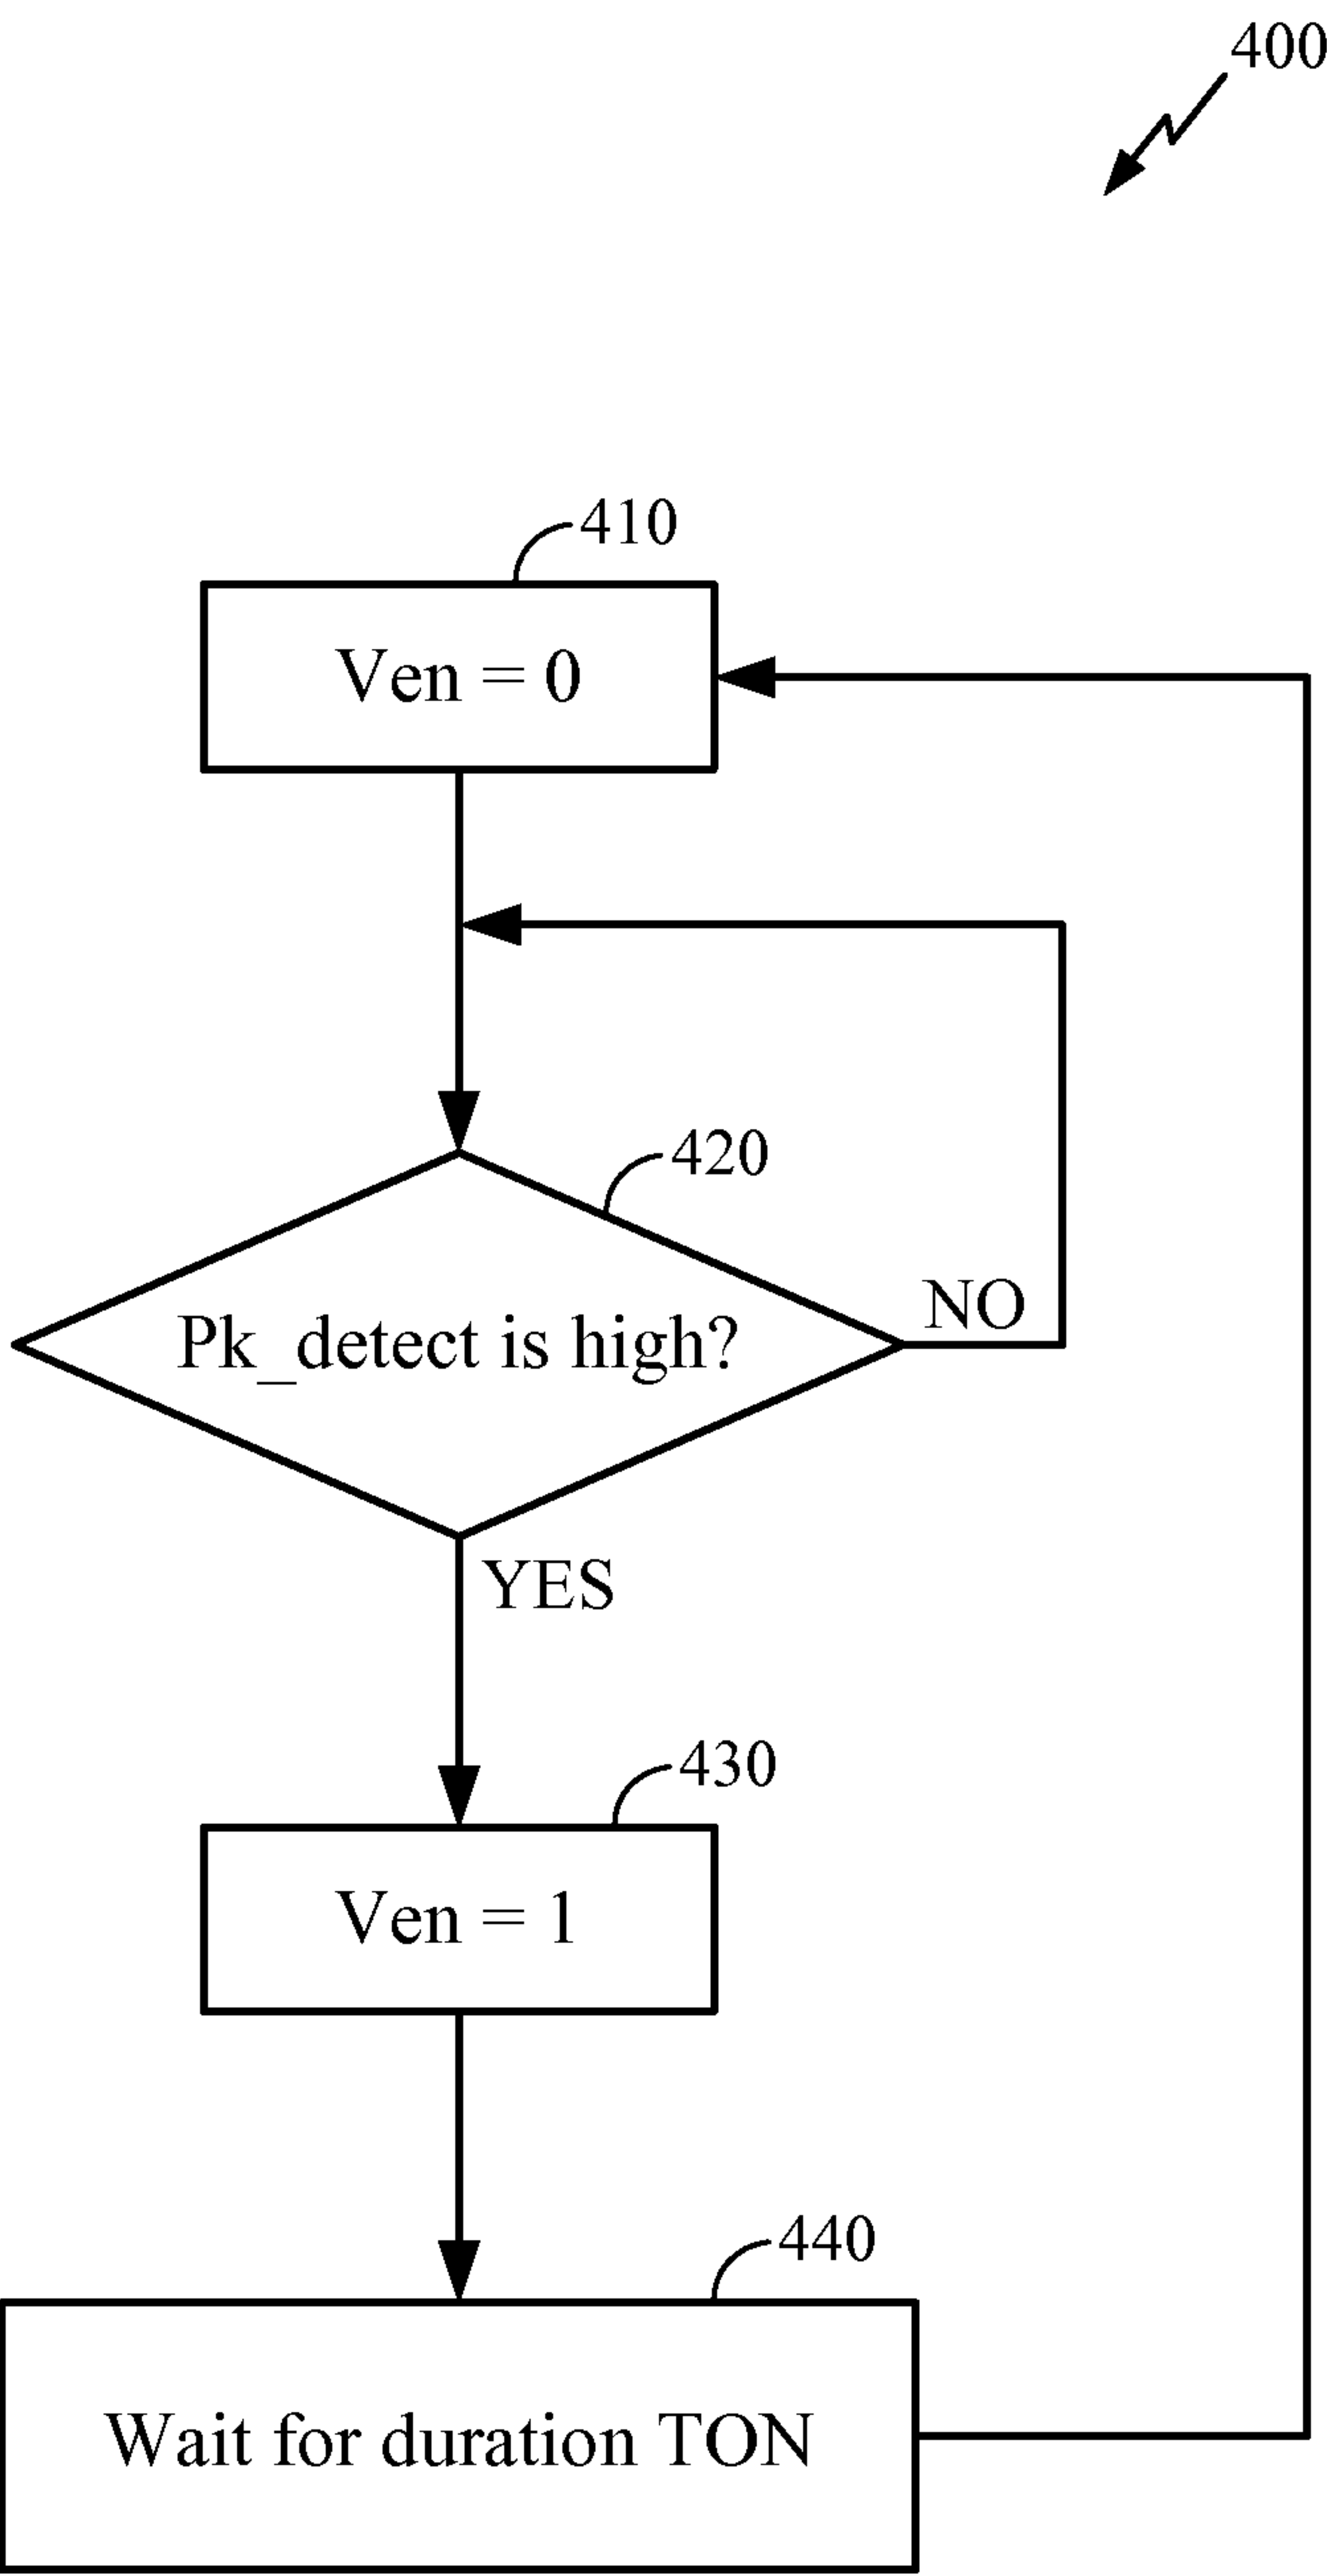 400
410
Ven = 0
420
Pk_detect is high?
NO
YES
430
Ven = 1
440
Wait for duration TON